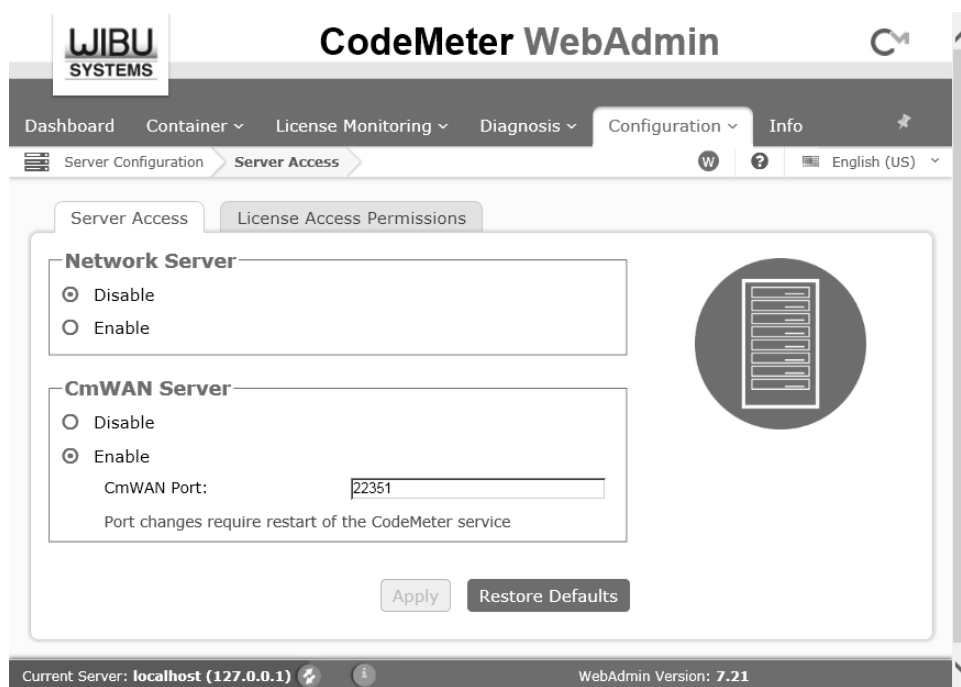 WIBU
SYSTEMS
CodeMeter WebAdmin
CM
Dashboard Container License Monitoring Diagnosis Configuration Info
Server Configuration Server Access W ? English (US)
Server Access License Access Permissions
Network Server
Disable
Enable
CmWAN Server
Disable
Enable
CmWAN Port: 22351
Port changes require restart of the CodeMeter service
Apply Restore Defaults
Current Server: localhost (127.0.0.1) i WebAdmin Version: 7.21